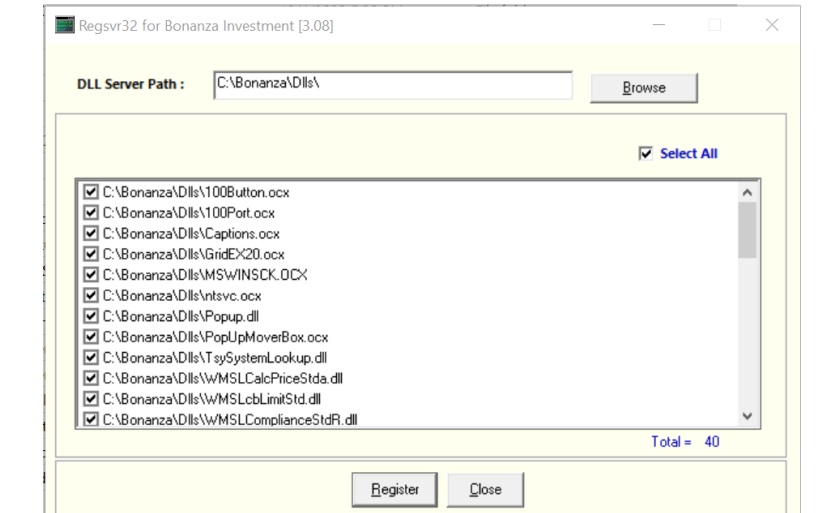 Regsvr32 for Bonanza Investment [3.08]
DLL Server Path : C:\Bonanza\Dlls\ Browse
Select All
C:\Bonanza\Dlls\100Button.ocx
C:\Bonanza\Dlls\100Port.ocx
C:\Bonanza\Dlls\Captions.ocx
C:\Bonanza\Dlls\GridEX20.ocx
C:\Bonanza\Dlls\MSWINSCK.OCX
C:\Bonanza\Dlls\ntsvc.ocx
C:\Bonanza\Dlls\Popup.dll
C:\Bonanza\Dlls\PopUpMoverBox.ocx
C:\Bonanza\Dlls\TsySystemLookup.dll
C:\Bonanza\Dlls\WMSLCalcPriceStda.dll
C:\Bonanza\Dlls\WMSLcbLimitStd.dll
C:\Bonanza\Dlls\WMSLComplianceStdR.dll
Total = 40
Register Close